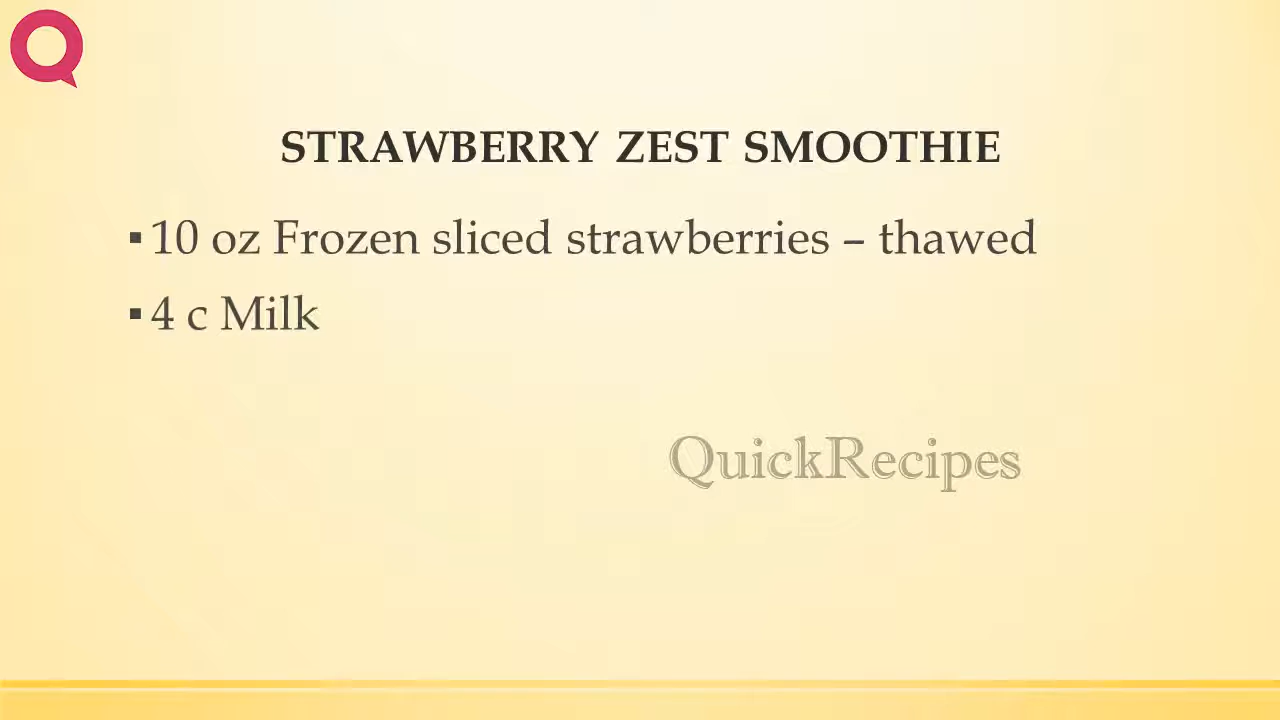 STRAWBERRY ZEST SMOOTHIE
▪ 10 oz Frozen sliced strawberries – thawed
▪ 4 c Milk
QuickRecipes